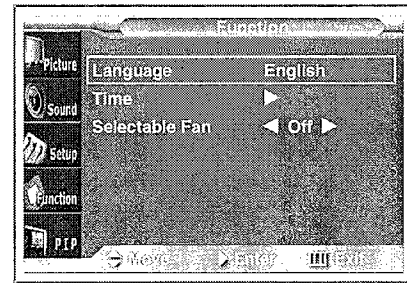 Function
Picture
Language English
Sound
Time
Selectable Fan Off
Setup
Function
PIP
Move Enter Exit